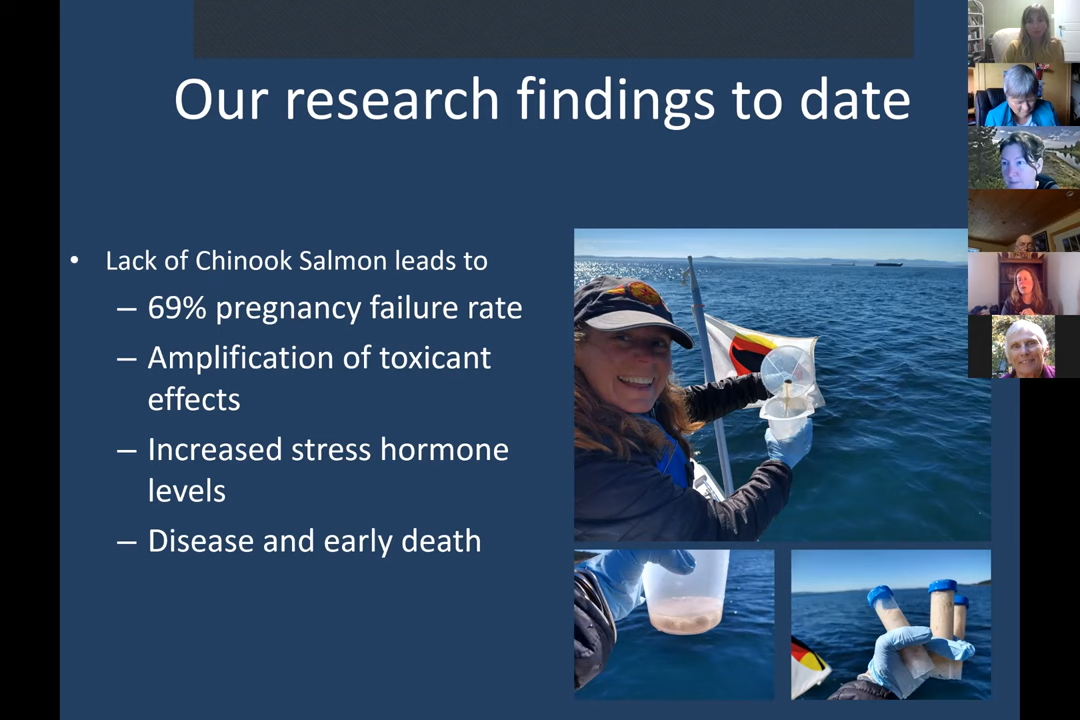 Our research findings to date
• Lack of Chinook Salmon leads to
– 69% pregnancy failure rate
– Amplification of toxicant
effects
– Increased stress hormone
levels
– Disease and early death